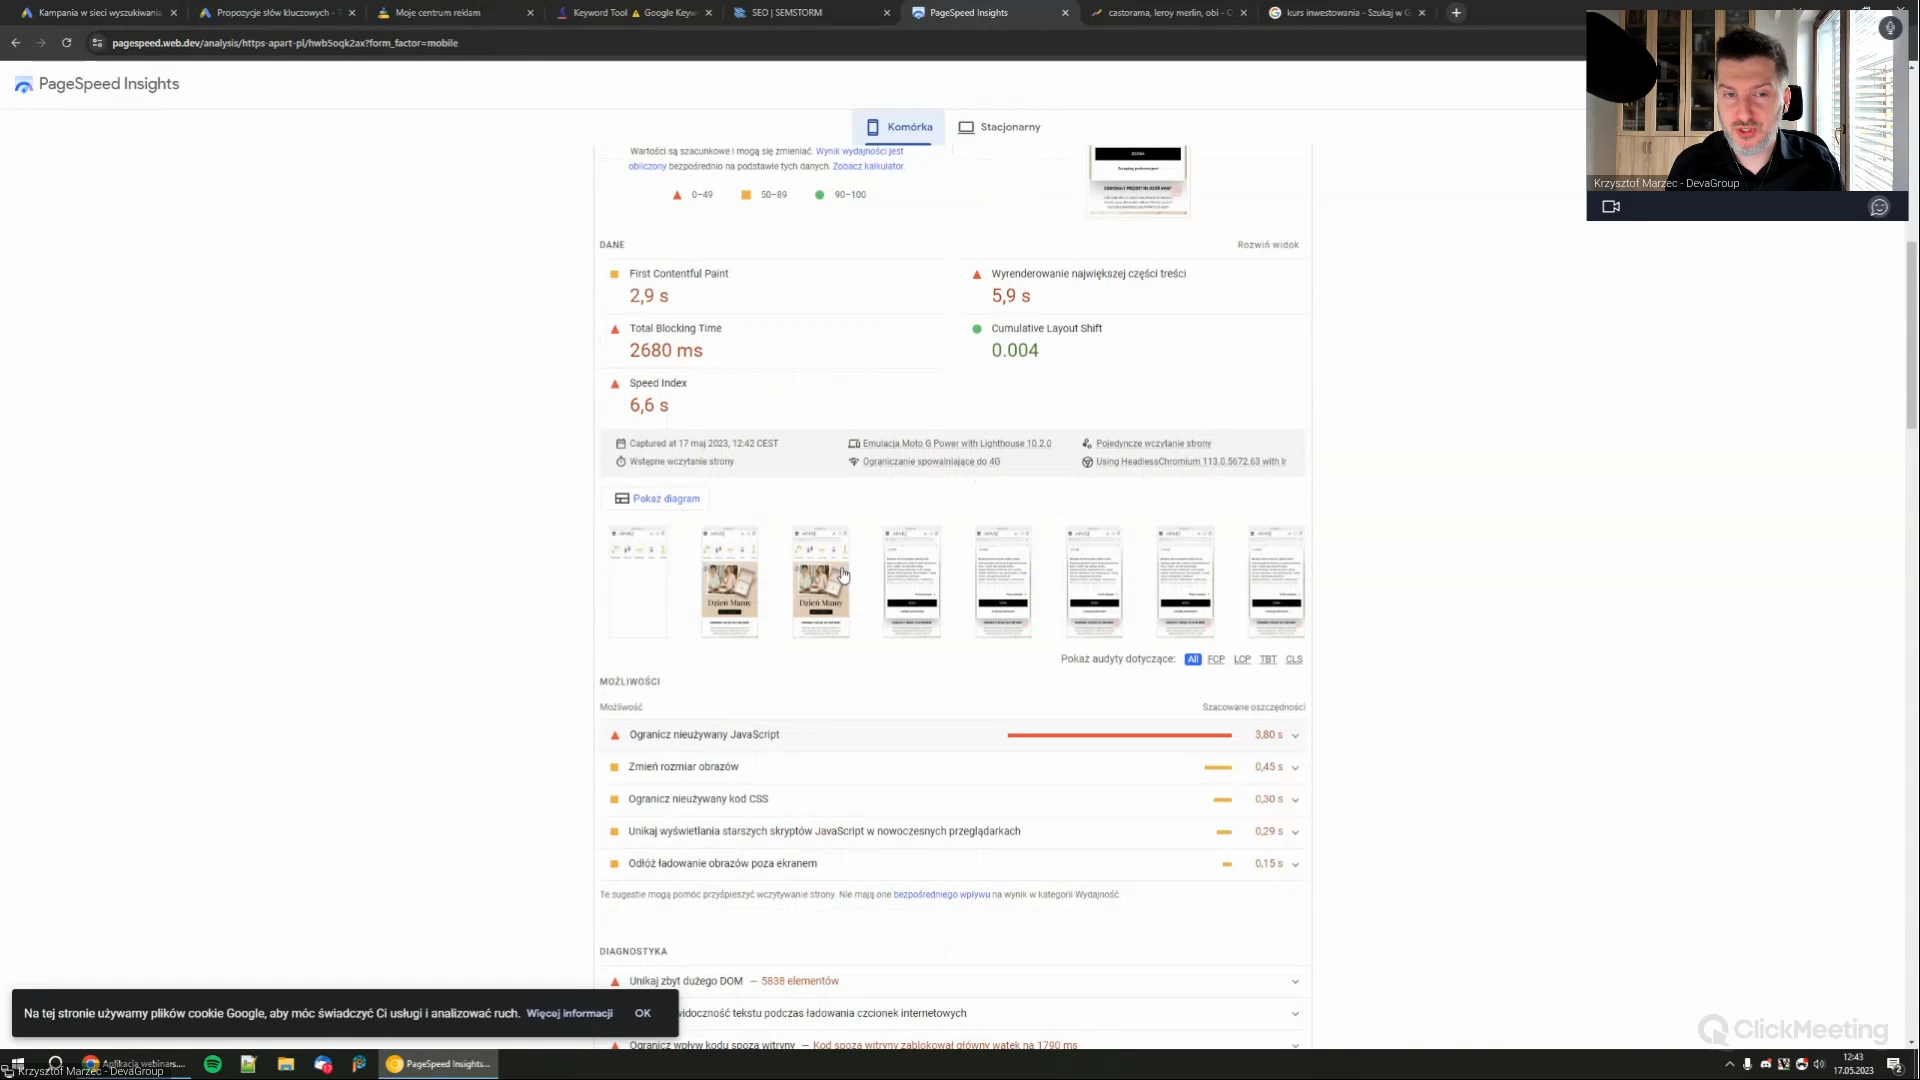 Kampania w sieci wyszukiwania
Propozycje słów kluczowych -
Moje centrum reklam
Keyword Tool
Google Keyw
SEO | SEMSTORM
PageSpeed Insights
castorama, leroy merlin, obi -
kurs inwestowania - Szukaj w G
pagespeed.web.dev/analysis/https-apart-pl/hwb5oqk2ax?form_factor=mobile
PageSpeed Insights
Komórka
Stacjonarny
Krzysztof Marzec - DevaGroup
Wartości są szacunkowe i mogą się zmieniać. Wynik wydajności jest
obliczony bezpośrednio na podstawie tych danych. Zobacz kalkulator.
0–49
50–89
90–100
DANE
Rozwiń widok
First Contentful Paint
2,9 s
Wyrenderowanie największej części treści
5,9 s
Total Blocking Time
2680 ms
Cumulative Layout Shift
0.004
Speed Index
6,6 s
Captured at 17 maj 2023, 12:42 CEST
Emulacja Moto G Power with Lighthouse 10.2.0
Pojedyncze wczytanie strony
Wstępne wczytanie strony
Ograniczanie spowalniające do 4G
Using HeadlessChromium 113.0.5672.63 with lr
Pokaż diagram
Dzień Mamy
Dzień Mamy
Pokaż audyty dotyczące:
All
FCP
LCP
TBT
CLS
MOŻLIWOŚCI
Możliwość
Szacowane oszczędności
Ogranicz nieużywany JavaScript
3,80 s
Zmień rozmiar obrazów
0,45 s
Ogranicz nieużywany kod CSS
0,30 s
Unikaj wyświetlania starszych skryptów JavaScript w nowoczesnych przeglądarkach
0,29 s
Odłóż ładowanie obrazów poza ekranem
0,15 s
Te sugestie mogą pomóc przyśpieszyć wczytywanie strony. Nie mają one bezpośredniego wpływu na wynik w kategorii Wydajność.
DIAGNOSTYKA
Unikaj zbyt dużego DOM — 5838 elementów
widoczność tekstu podczas ładowania czcionek internetowych
Ogranicz wpływ kodu spoza witryny — Kod spoza witryny zablokował główny wątek na 1790 ms
Na tej stronie używamy plików cookie Google, aby móc świadczyć Ci usługi i analizować ruch. Więcej informacji
OK
ClickMeeting
Aplikacja webinars...
PageSpeed Insights...
Krzysztof Marzec - DevaGroup
12:43
17.05.2023